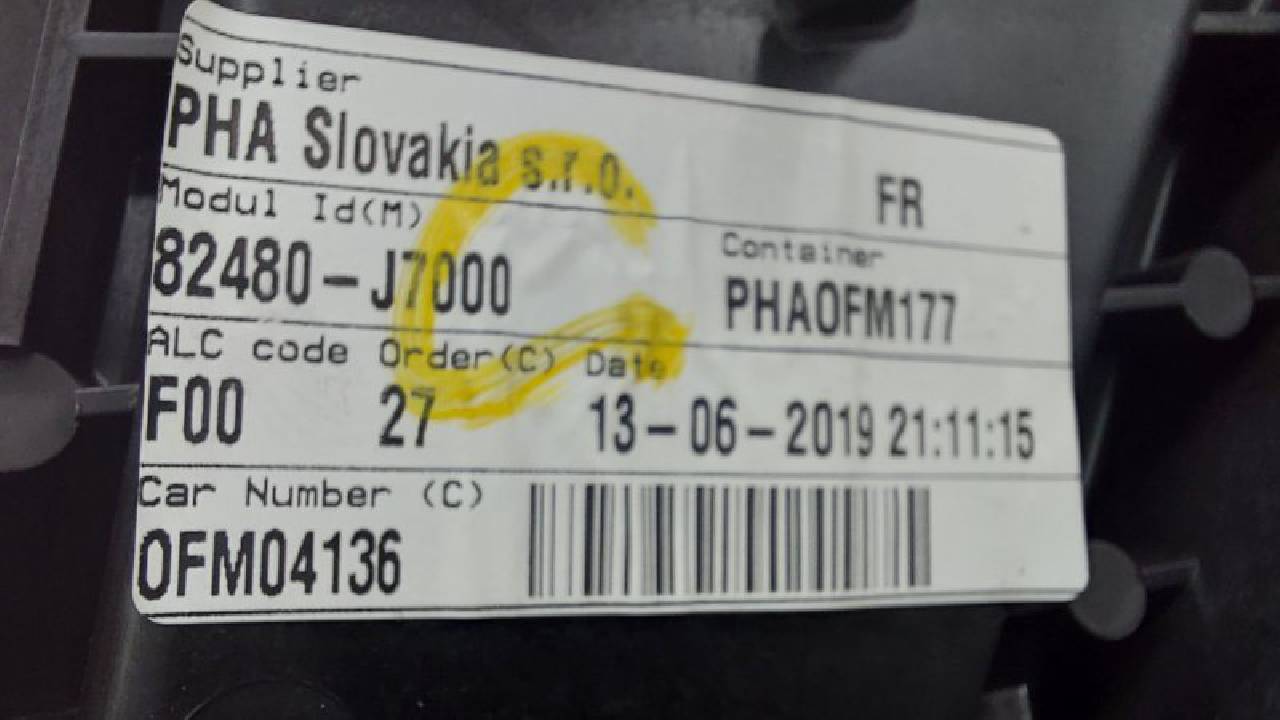 Supplier
PHA Slovakia s.r.o.
FR
Modul Id(M)
82480-J7000
Container
PHAOFM177
ALC code Order(C) Date
F00 27 13-06-2019 21:11:15
Car Number (C)
OFM04136